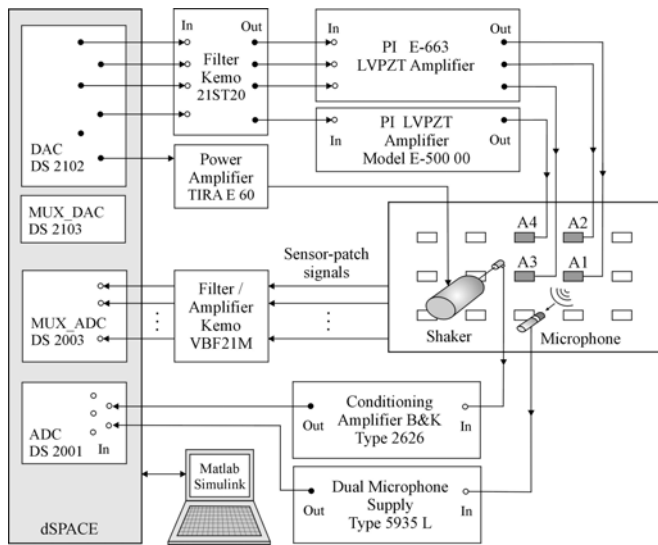 In
Out
Filter
Kemo
21ST20
In
Out
PI E-663
LVPZT Amplifier
DAC
DS 2102
PI LVPZT
Amplifier
Model E-500 00
In
Out
Power
Amplifier
TIRA E 60
MUX_DAC
DS 2103
A4
A2
A3
A1
Sensor-patch
signals
MUX_ADC
DS 2003
Filter /
Amplifier
Kemo
VBF21M
Shaker
Microphone
ADC
DS 2001
In
Conditioning
Amplifier B&K
Type 2626
Out
In
Matlab
Simulink
Dual Microphone
Supply
Type 5935 L
Out
In
dSPACE